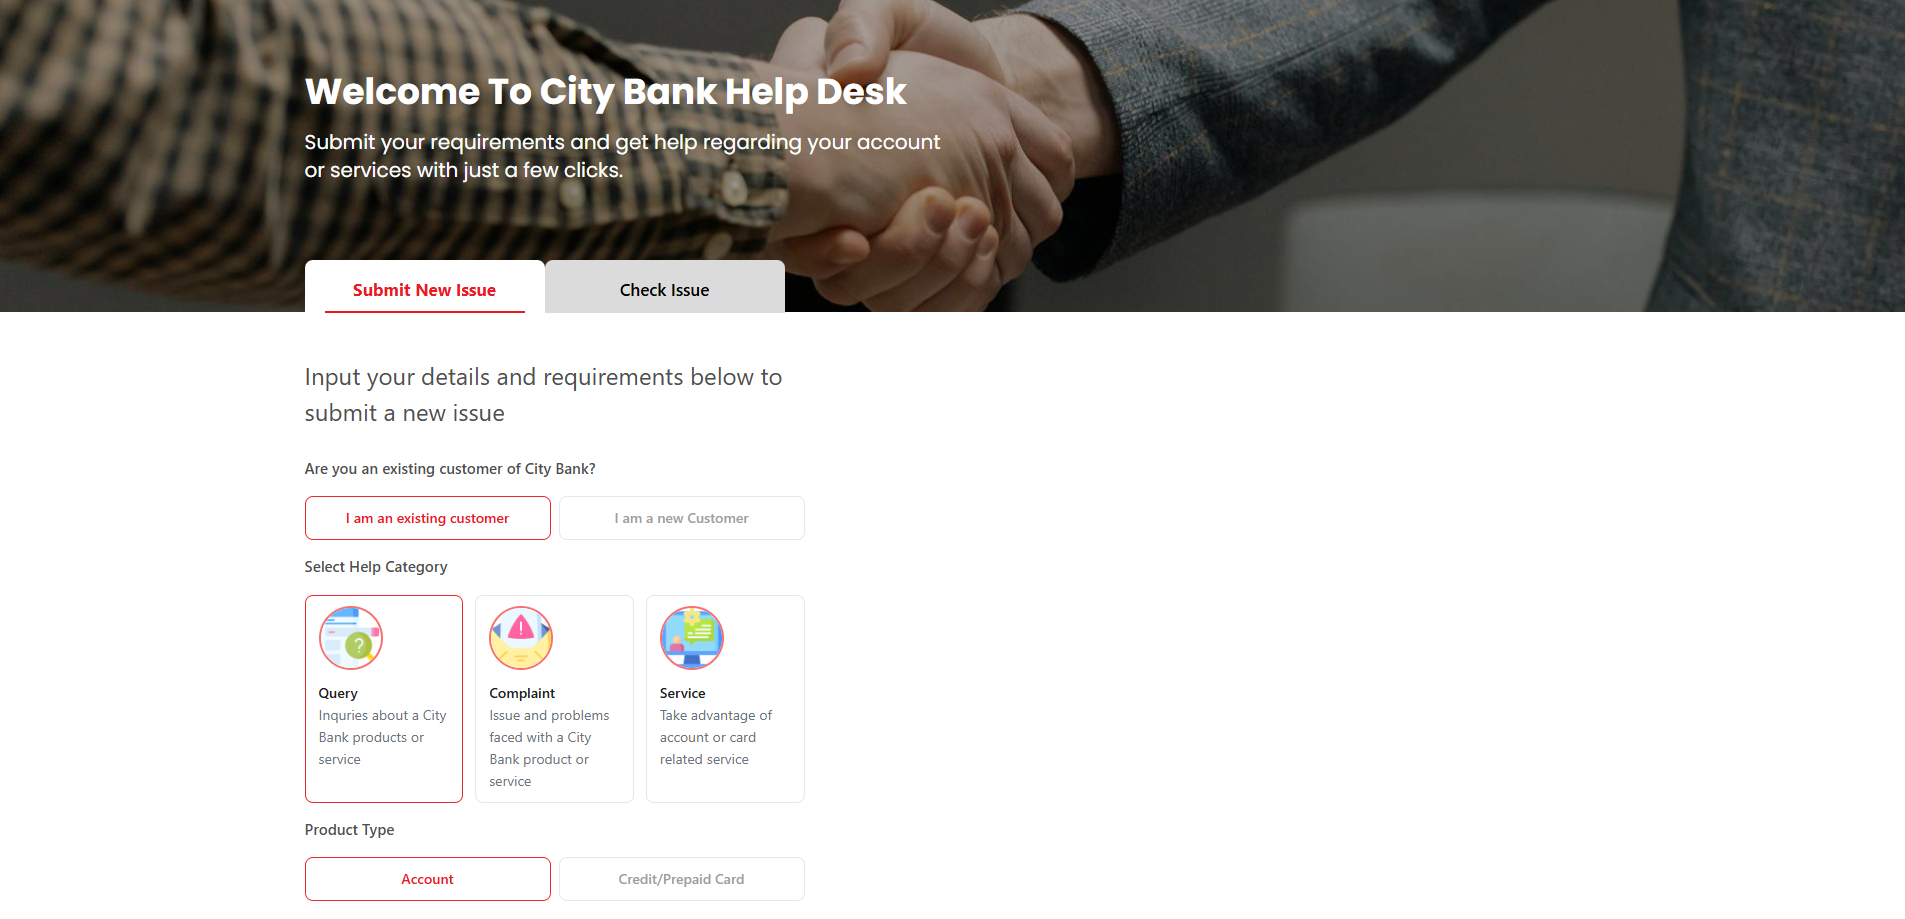 Welcome To City Bank Help Desk
Submit your requirements and get help regarding your account
or services with just a few clicks.
Submit New Issue
Check Issue
Input your details and requirements below to
submit a new issue
Are you an existing customer of City Bank?
I am an existing customer
I am a new Customer
Select Help Category
Query
Inquries about a City
Bank products or
service
Complaint
Issue and problems
faced with a City
Bank product or
service
Service
Take advantage of
account or card
related service
Product Type
Account
Credit/Prepaid Card